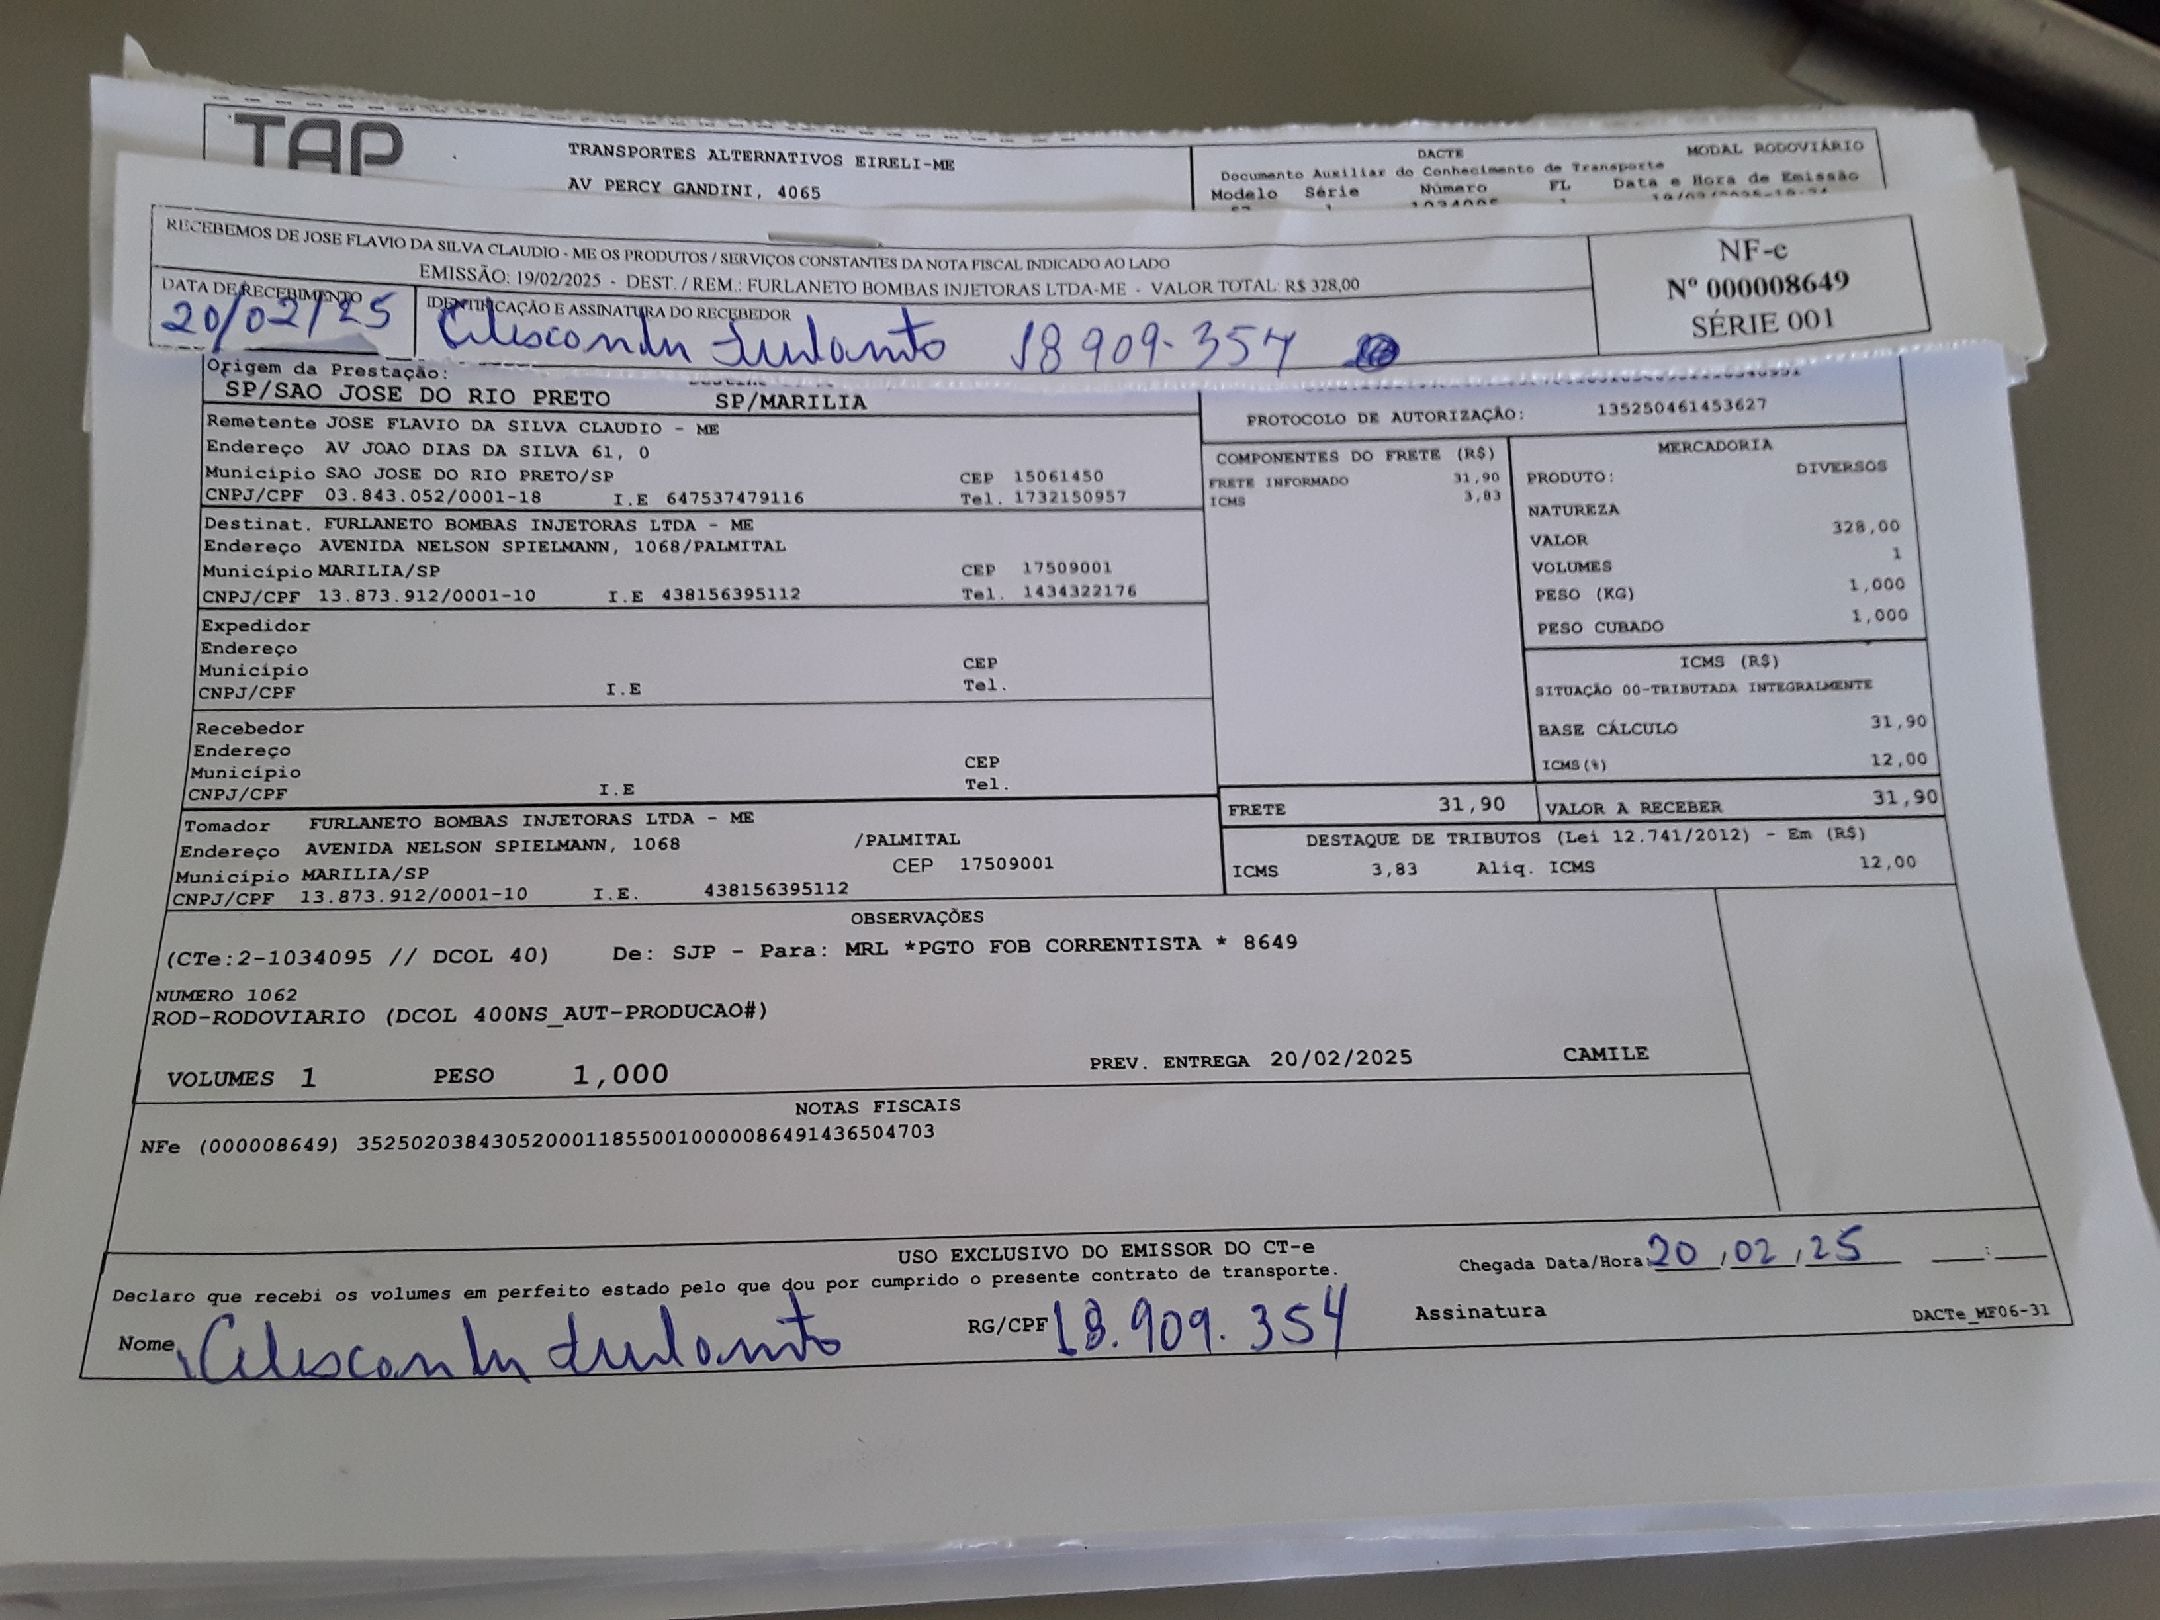 TAP
TRANSPORTES ALTERNATIVOS EIRELI-ME
AV PERCY GANDINI, 4065
DACTE MODAL RODOVIÁRIO
Documento Auxiliar do Conhecimento de Transporte
Modelo Série Número FL Data e Hora de Emissão
RECEBEMOS DE JOSE FLAVIO DA SILVA CLAUDIO - ME OS PRODUTOS / SERVIÇOS CONSTANTES DA NOTA FISCAL INDICADO AO LADO
EMISSÃO: 19/02/2025 - DEST. / REM.: FURLANETO BOMBAS INJETORAS LTDA-ME - VALOR TOTAL: R$ 328,00
NF-e
Nº 000008649
SÉRIE 001
DATA DE RECEBIMENTO
20/02/25
IDENTIFICAÇÃO E ASSINATURA DO RECEBEDOR
18 909.354
Origem da Prestação:
SP/SAO JOSE DO RIO PRETO SP/MARILIA
PROTOCOLO DE AUTORIZAÇÃO: 135250461453627
Remetente JOSE FLAVIO DA SILVA CLAUDIO - ME
Endereço AV JOAO DIAS DA SILVA 61, 0
Município SAO JOSE DO RIO PRETO/SP CEP 15061450
CNPJ/CPF 03.843.052/0001-18 I.E 647537479116 Tel. 1732150957
Destinat. FURLANETO BOMBAS INJETORAS LTDA - ME
Endereço AVENIDA NELSON SPIELMANN, 1068/PALMITAL
Município MARILIA/SP CEP 17509001
CNPJ/CPF 13.873.912/0001-10 I.E 438156395112 Tel. 1434322176
Expedidor
Endereço
Município CEP
CNPJ/CPF I.E Tel.
Recebedor
Endereço
Município CEP
CNPJ/CPF I.E Tel.
Tomador FURLANETO BOMBAS INJETORAS LTDA - ME
Endereço AVENIDA NELSON SPIELMANN, 1068 /PALMITAL
Município MARILIA/SP CEP 17509001
CNPJ/CPF 13.873.912/0001-10 I.E. 438156395112
COMPONENTES DO FRETE (R$)
FRETE INFORMADO 31,90
ICMS 3,83
MERCADORIA
PRODUTO: DIVERSOS
NATUREZA
VALOR 328,00
VOLUMES 1
PESO (KG) 1,000
PESO CUBADO 1,000
ICMS (R$)
SITUAÇÃO 00-TRIBUTADA INTEGRALMENTE
BASE CÁLCULO 31,90
ICMS(%) 12,00
FRETE 31,90 VALOR A RECEBER 31,90
DESTAQUE DE TRIBUTOS (Lei 12.741/2012) - Em (R$)
ICMS 3,83 Aliq. ICMS 12,00
OBSERVAÇÕES
(CTe:2-1034095 // DCOL 40) De: SJP - Para: MRL *PGTO FOB CORRENTISTA * 8649
NUMERO 1062
ROD-RODOVIARIO (DCOL 400NS_AUT-PRODUCAO#)
VOLUMES 1 PESO 1,000 PREV. ENTREGA 20/02/2025 CAMILE
NOTAS FISCAIS
NFe (000008649) 35250203843052000118550010000086491436504703
USO EXCLUSIVO DO EMISSOR DO CT-e
Declaro que recebi os volumes em perfeito estado pelo que dou por cumprido o presente contrato de transporte.
Chegada Data/Hora: 20/02/25 __:__
Nome RG/CPF 18.909.354 Assinatura
DACTe_MF06-31